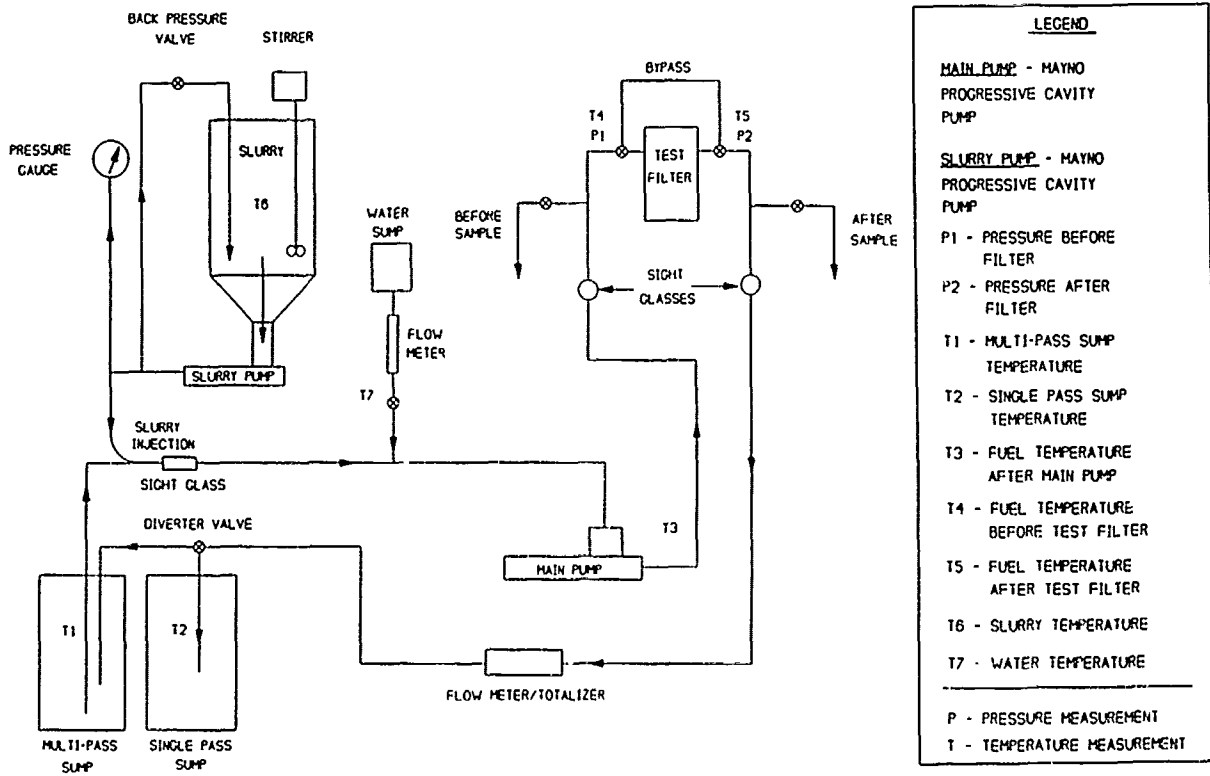 BACK PRESSURE
VALVE
STIRRER
PRESSURE
GAUGE
SLURRY
T6
SLURRY PUMP
WATER
SUMP
FLOW
METER
T7
SLURRY
INJECTION
SIGHT GLASS
BYPASS
T4
P1
T5
P2
TEST
FILTER
BEFORE
SAMPLE
AFTER
SAMPLE
SIGHT
GLASSES
T3
MAIN PUMP
DIVERTER VALVE
T1
T2
FLOW METER/TOTALIZER
MULTI-PASS
SUMP
SINGLE PASS
SUMP
LEGEND
MAIN PUMP - MAYNO
PROGRESSIVE CAVITY
PUMP
SLURRY PUMP - MAYNO
PROGRESSIVE CAVITY
PUMP
P1 - PRESSURE BEFORE
FILTER
P2 - PRESSURE AFTER
FILTER
T1 - MULTI-PASS SUMP
TEMPERATURE
T2 - SINGLE PASS SUMP
TEMPERATURE
T3 - FUEL TEMPERATURE
AFTER MAIN PUMP
T4 - FUEL TEMPERATURE
BEFORE TEST FILTER
T5 - FUEL TEMPERATURE
AFTER TEST FILTER
T6 - SLURRY TEMPERATURE
T7 - WATER TEMPERATURE
P - PRESSURE MEASUREMENT
T - TEMPERATURE MEASUREMENT